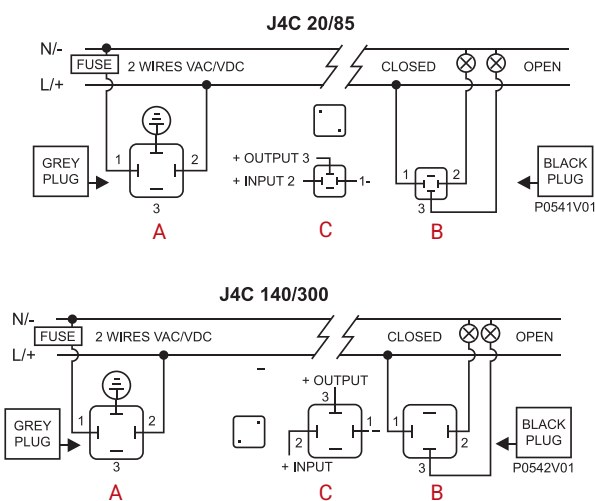 J4C 20/85
N/-
FUSE
2 WIRES VAC/VDC
CLOSED
OPEN
L/+
GREY
PLUG
1
2
3
A
+ OUTPUT 3
+ INPUT 2
1-
C
1
2
3
B
BLACK
PLUG
P0541V01
J4C 140/300
N/-
FUSE
2 WIRES VAC/VDC
CLOSED
OPEN
L/+
GREY
PLUG
1
2
3
A
+ OUTPUT
3
2
1-
+ INPUT
C
1
2
3
B
BLACK
PLUG
P0542V01